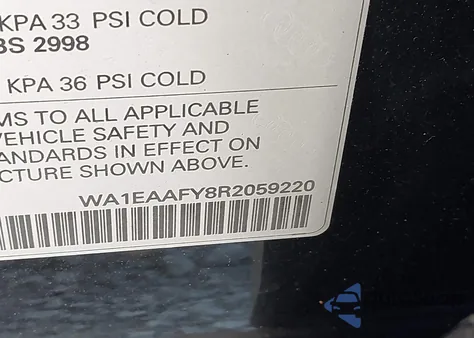 KPA 33 PSI COLD
BS 2998
KPA 36 PSI COLD
MS TO ALL APPLICABLE
VEHICLE SAFETY AND
ANDARDS IN EFFECT ON
CTURE SHOWN ABOVE.
WA1EAAFY8R2059220